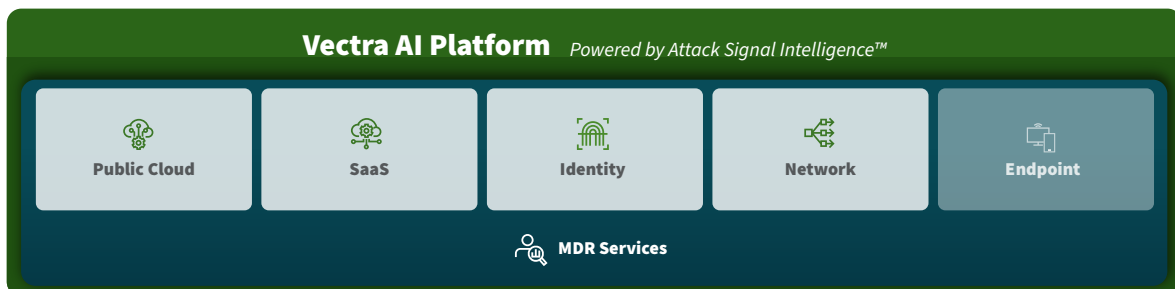 Vectra AI Platform Powered by Attack Signal Intelligence™
Public Cloud
SaaS
Identity
Network
Endpoint
MDR Services